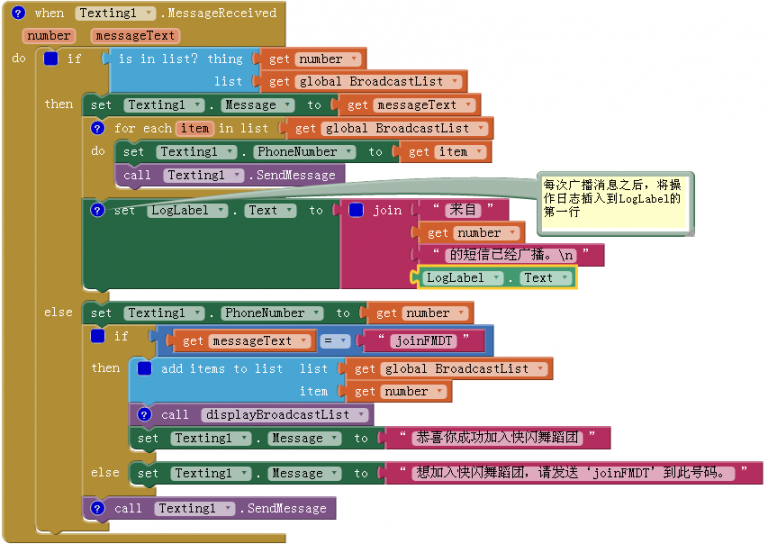 when Texting1 .MessageReceived
number messageText
do if is in list? thing get number
list get global BroadcastList
then set Texting1 . Message to get messageText
for each item in list get global BroadcastList
do set Texting1 . PhoneNumber to get item
call Texting1 .SendMessage
每次广播消息之后，将操
作日志插入到LogLabel的
第一行
set LogLabel . Text to join “ 来自 ”
get number
“ 的短信已经广播。\n ”
LogLabel . Text
else set Texting1 . PhoneNumber to get number
if get messageText = “ joinFMDT ”
then add items to list list get global BroadcastList
item get number
call displayBroadcastList
set Texting1 . Message to “ 恭喜你成功加入快闪舞蹈团 ”
else set Texting1 . Message to “ 想加入快闪舞蹈团，请发送‘joinFMDT’到此号码。 ”
call Texting1 .SendMessage